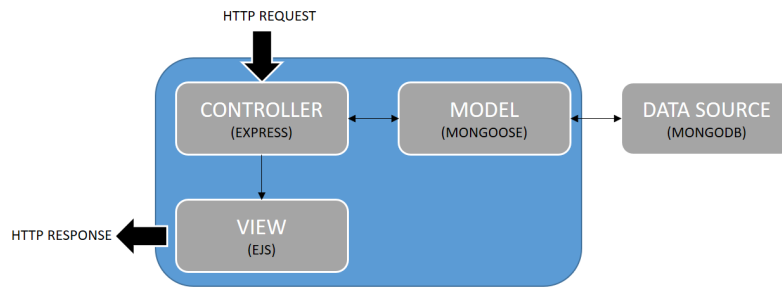 HTTP REQUEST
CONTROLLER
(EXPRESS)
MODEL
(MONGOOSE)
DATA SOURCE
(MONGODB)
VIEW
(EJS)
HTTP RESPONSE